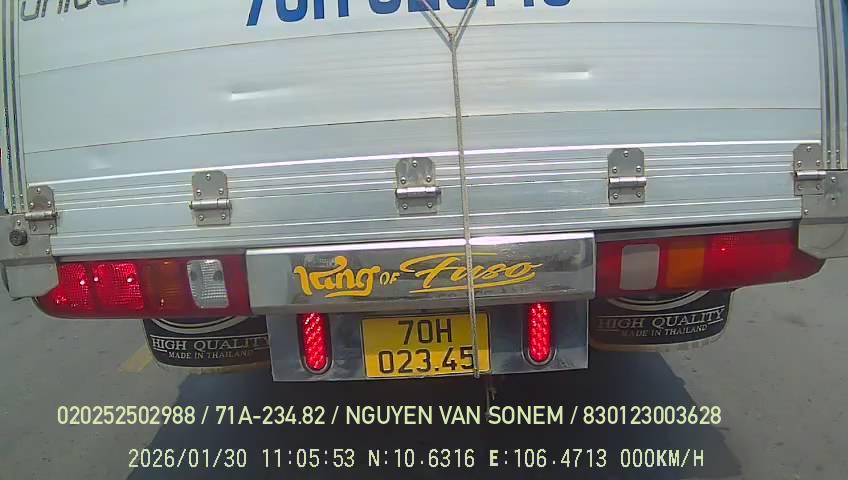 King OF Fuso
70H
023.45
HIGH QUALITY
MADE IN THAILAND
HIGH QUALITY
MADE IN THAILAND
020252502988 / 71A-234.82 / NGUYEN VAN SONEM / 830123003628
2026/01/30 11:05:53 N:10.6316 E:106.4713 000KM/H